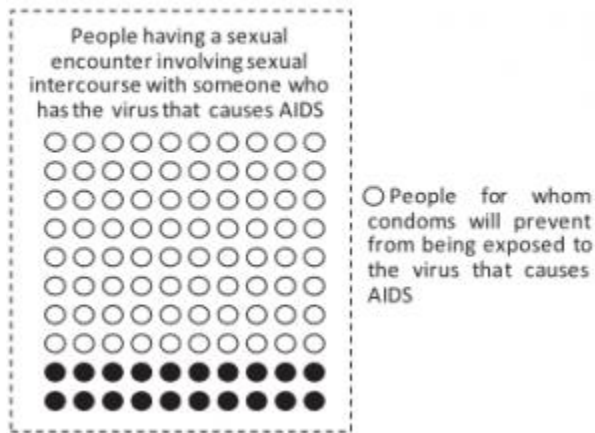 People having a sexual
encounter involving sexual
intercourse with someone who
has the virus that causes AIDS
People for whom
condoms will prevent
from being exposed to
the virus that causes
AIDS